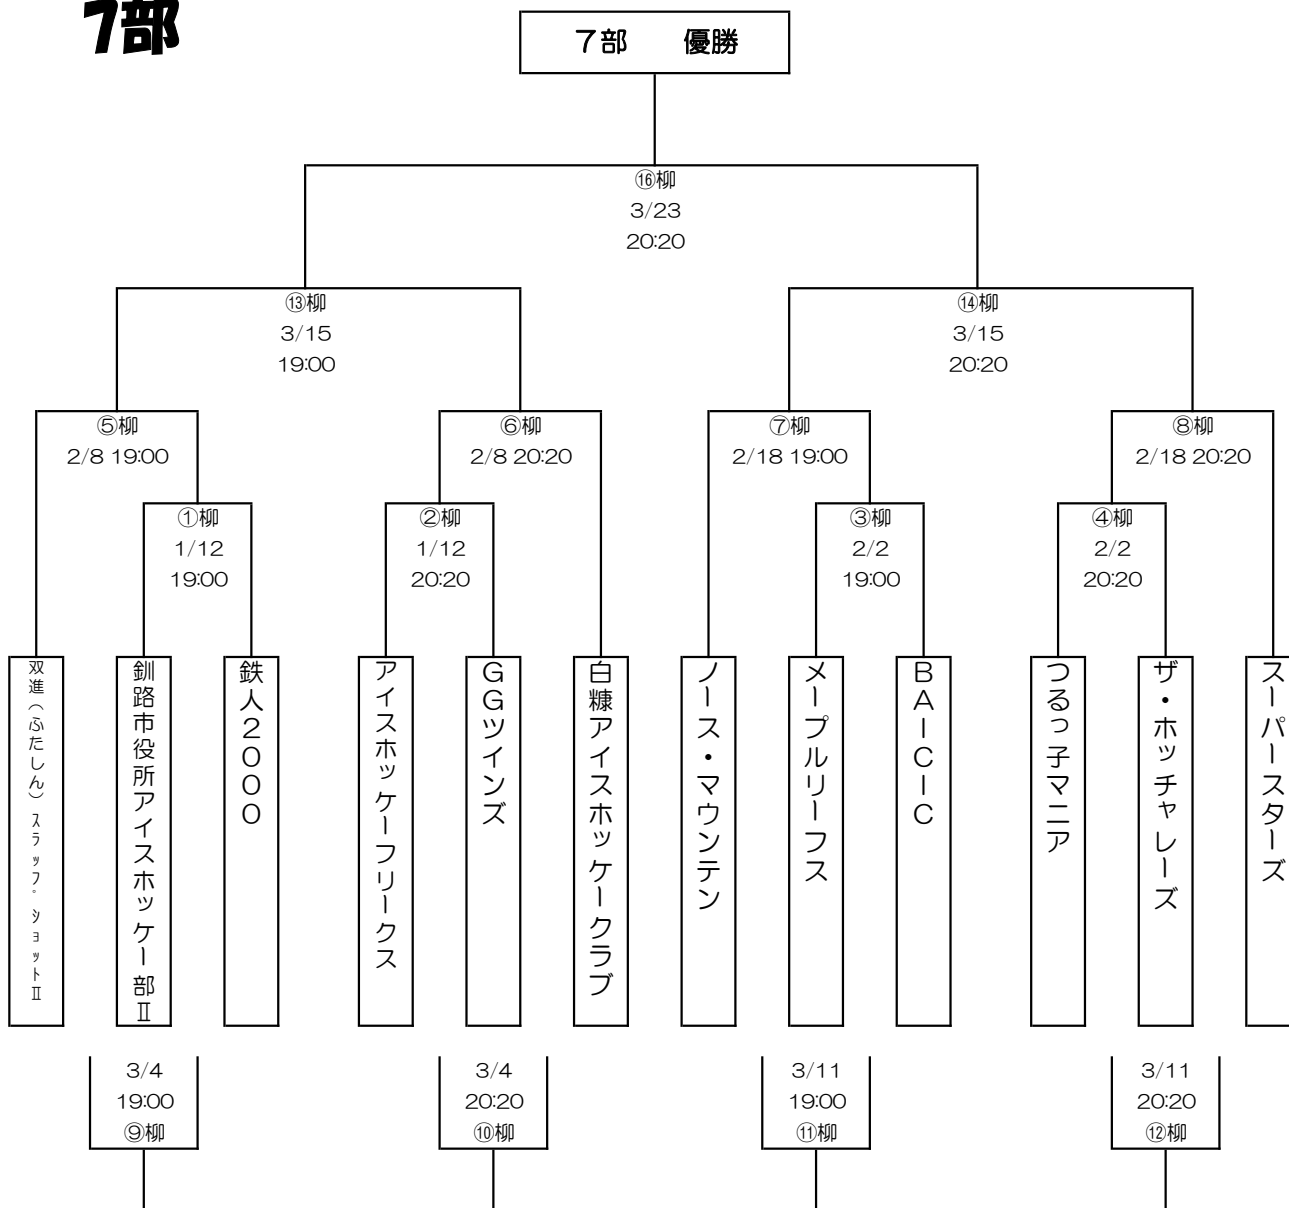 7部
7部　　優勝
⑯柳
3/23
20:20
⑬柳
3/15
19:00
⑭柳
3/15
20:20
⑤柳
2/8 19:00
⑥柳
2/8 20:20
⑦柳
2/18 19:00
⑧柳
2/18 20:20
①柳
1/12
19:00
②柳
1/12
20:20
③柳
2/2
19:00
④柳
2/2
20:20
双進（ふたしん）ｽﾗｯﾌﾟｼｮｯﾄⅡ
釧路市役所アイスホッケー部Ⅱ
鉄人2000
アイスホッケーフリークス
GGツインズ
白糠アイスホッケークラブ
ノース・マウンテン
メープルリーフス
BAICIC
つるっ子マニア
ザ・ホッチャレーズ
スーパースターズ
3/4
19:00
⑨柳
3/4
20:20
⑩柳
3/11
19:00
⑪柳
3/11
20:20
⑫柳